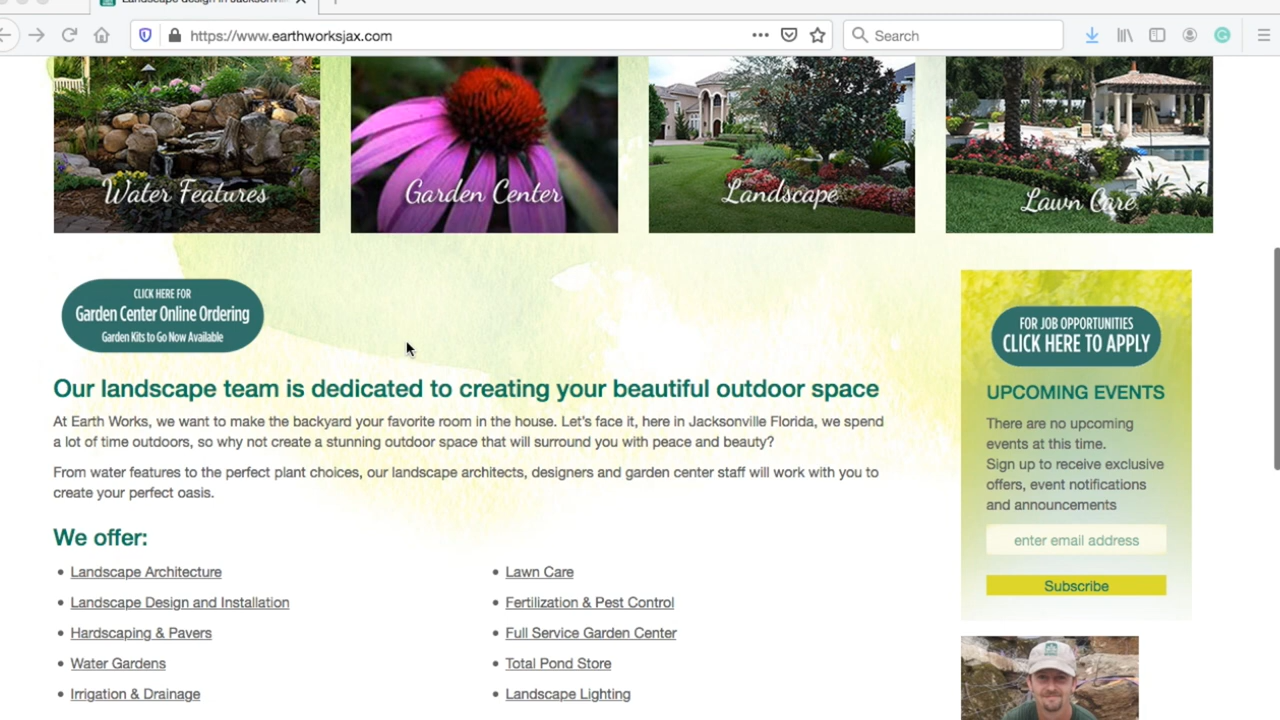 Landscape design in Jacksonvil
https://www.earthworksjax.com
Search
Water Features
Garden Center
Landscape
Lawn Care
CLICK HERE FOR
Garden Center Online Ordering
Garden Kits to Go Now Available
FOR JOB OPPORTUNITIES
CLICK HERE TO APPLY
Our landscape team is dedicated to creating your beautiful outdoor space
At Earth Works, we want to make the backyard your favorite room in the house. Let's face it, here in Jacksonville Florida, we spend
a lot of time outdoors, so why not create a stunning outdoor space that will surround you with peace and beauty?
From water features to the perfect plant choices, our landscape architects, designers and garden center staff will work with you to
create your perfect oasis.
We offer:
• Landscape Architecture
• Landscape Design and Installation
• Hardscaping & Pavers
• Water Gardens
• Irrigation & Drainage
• Lawn Care
• Fertilization & Pest Control
• Full Service Garden Center
• Total Pond Store
• Landscape Lighting
UPCOMING EVENTS
There are no upcoming
events at this time.
Sign up to receive exclusive
offers, event notifications
and announcements
enter email address
Subscribe